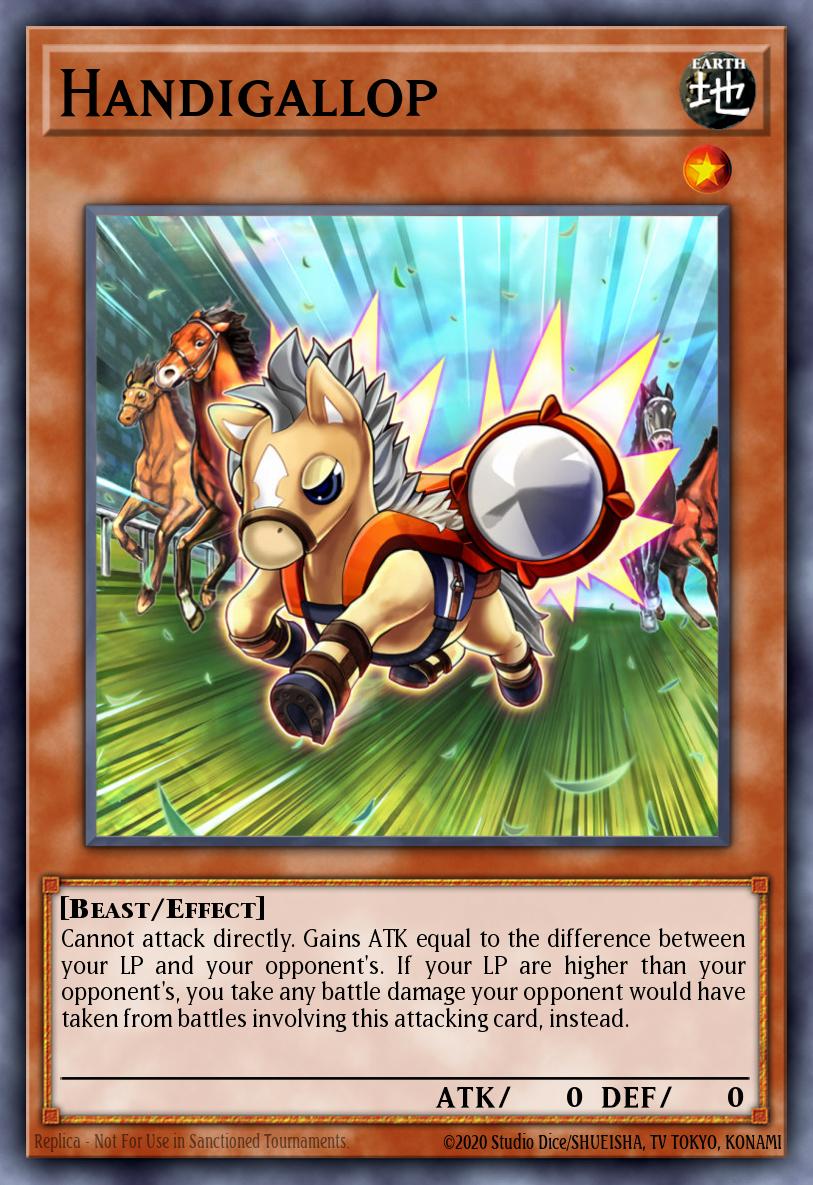 HANDIGALLOP
EARTH
地
[BEAST/EFFECT]
Cannot attack directly. Gains ATK equal to the difference between
your LP and your opponent's. If your LP are higher than your
opponent's, you take any battle damage your opponent would have
taken from battles involving this attacking card, instead.
ATK/ 0 DEF/ 0
Replica - Not For Use in Sanctioned Tournaments.
©2020 Studio Dice/SHUEISHA, TV TOKYO, KONAMI